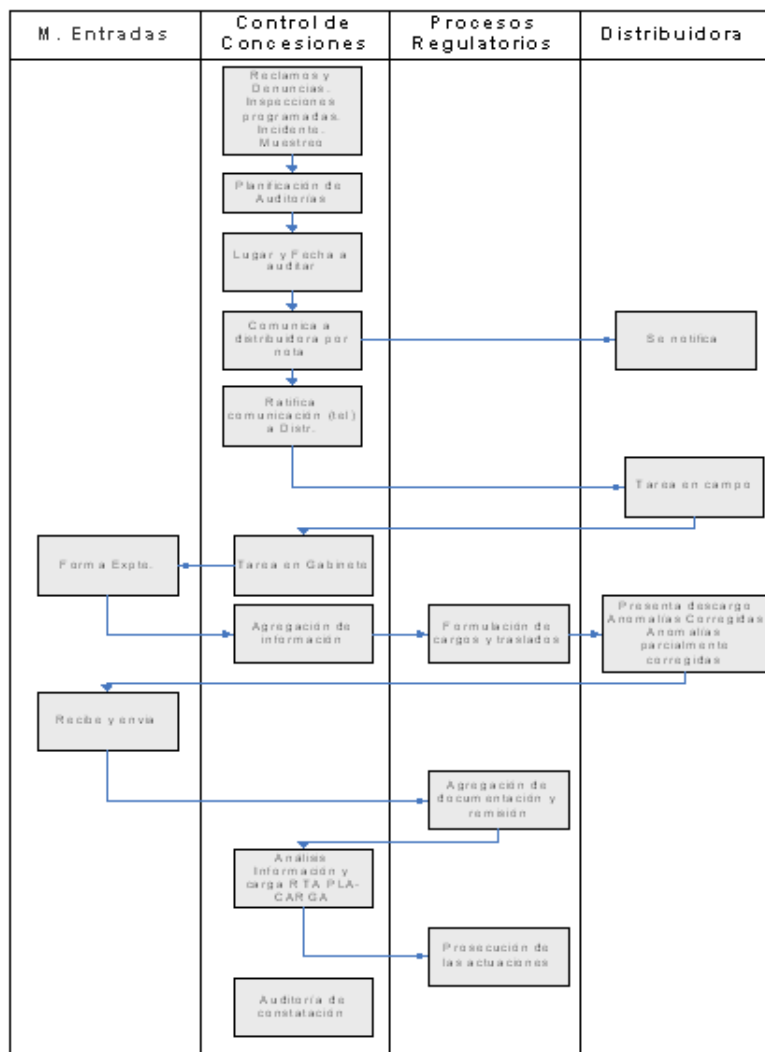 M. Entradas
Control de
Concesiones
Procesos
Regulatorios
Distribuidora
Reclamos y
Denuncias.
Inspecciones
programadas.
Incidente.
Muestreo
Planificación de
Auditorías
Lugar y Fecha a
auditar
Comunica a
distribuidora por
nota
Se notifica
Ratifica
comunicación (tel)
a Distr.
Tarea en campo
Forma Expte.
Tarea en Gabinete
Agregación de
información
Formulación de
cargos y traslados
Presenta descargo
Anomalías Corregidas
Anomalías
parcialmente
corregidas
Recibe y envia
Agregación de
documentación y
remisión
Análisis
Información y
carga RTA PLA-
CARGA
Prosecución de
las actuaciones
Auditoría de
constatación